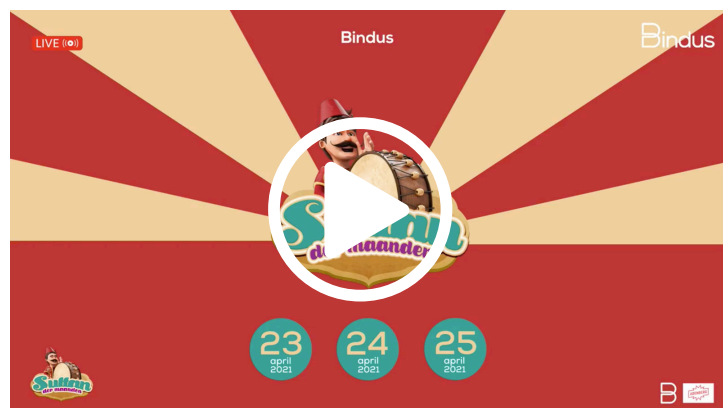 LIVE
Bindus
Bindus
Sultan
der maanden
23
april
2021
24
april
2021
25
april
2021
Sultan
der maanden
B